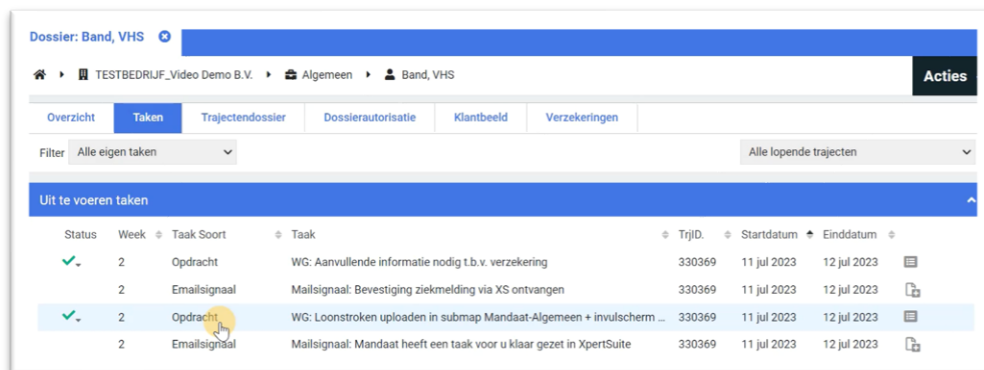 Dossier: Band, VHS
TESTBEDRIJF_Video Demo B.V. Algemeen Band, VHS
Acties
Overzicht Taken Trajectendossier Dossierautorisatie Klantbeeld Verzekeringen
Filter Alle eigen taken Alle lopende trajecten
Uit te voeren taken
Status Week Taak Soort Taak TrjID. Startdatum Einddatum
2 Opdracht WG: Aanvullende informatie nodig t.b.v. verzekering 330369 11 jul 2023 12 jul 2023
2 Emailsignaal Mailsignaal: Bevestiging ziekmelding via XS ontvangen 330369 11 jul 2023 12 jul 2023
2 Opdracht WG: Loonstroken uploaden in submap Mandaat-Algemeen + invulscherm ... 330369 11 jul 2023 12 jul 2023
2 Emailsignaal Mailsignaal: Mandaat heeft een taak voor u klaar gezet in XpertSuite 330369 11 jul 2023 12 jul 2023